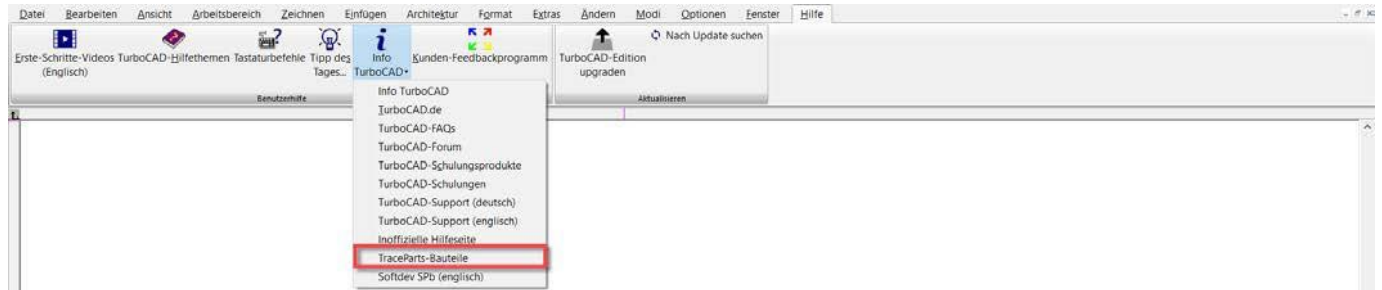 Datei Bearbeiten Ansicht Arbeitsbereich Zeichnen Einfügen Architektur Format Extras Ändern Modi Optionen Fenster Hilfe
Erste-Schritte-Videos (Englisch)
TurboCAD-Hilfethemen
Tastaturbefehle
Tipp des Tages...
Info TurboCAD
Kunden-Feedbackprogramm
TurboCAD-Edition upgraden
Nach Update suchen
Benutzerhilfe
Aktualisieren
Info TurboCAD
TurboCAD.de
TurboCAD-FAQs
TurboCAD-Forum
TurboCAD-Schulungsprodukte
TurboCAD-Schulungen
TurboCAD-Support (deutsch)
TurboCAD-Support (englisch)
Inoffizielle Hilfeseite
TraceParts-Bauteile
Softdev SPb (englisch)